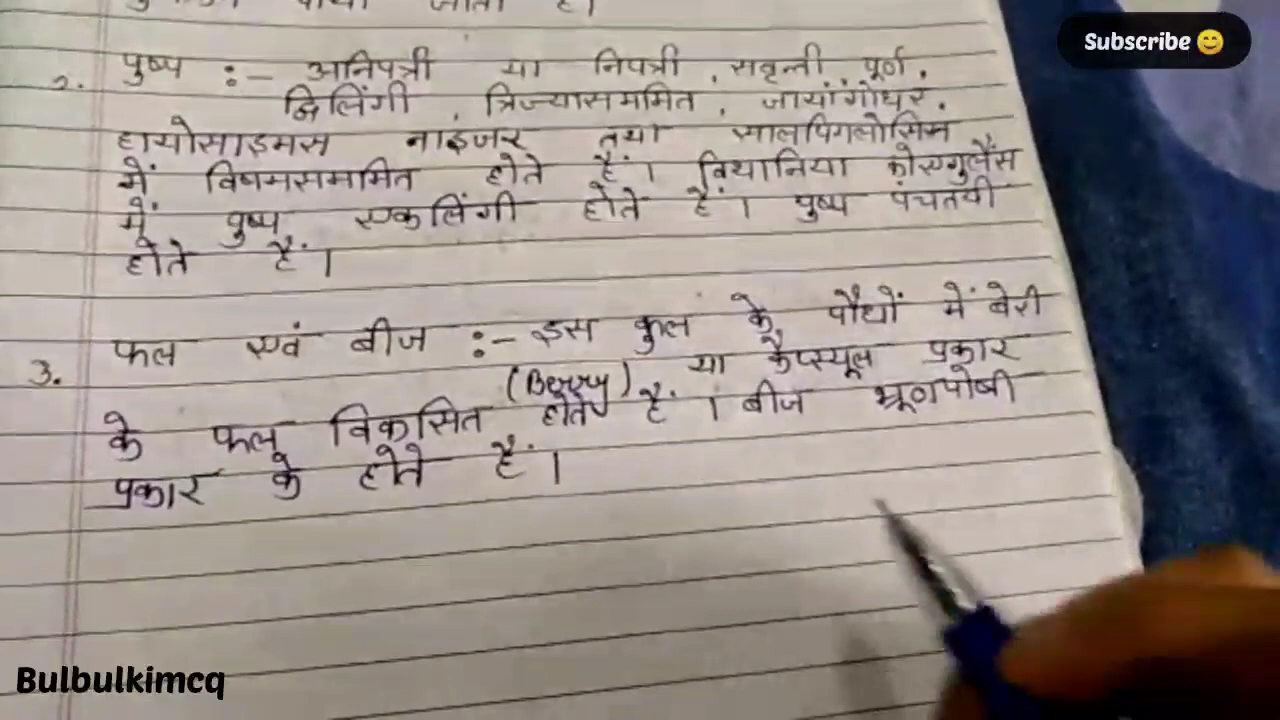 पाया जाता है।
Subscribe 😊
2. पुष्प :- अनिपत्री या निपत्री, सवृन्ती, पूर्ण,
द्विलिंगी, त्रिज्यासममित, जायांगोधर,
हायोसाइमस नाइजर तथा सालपिगलोसिस
में विषमसममित होते हैं। विथानिया कोएगुलैंस
में पुष्प एकलिंगी होते हैं। पुष्प पंचतयी
होते हैं।
3. फल एवं बीज :- इस कुल के पौधों में बेरी
(Berry) या कैप्स्यूल प्रकार
के फल विकसित होते हैं। बीज भ्रूणपोषी
प्रकार के होते हैं।
Bulbulkimcq